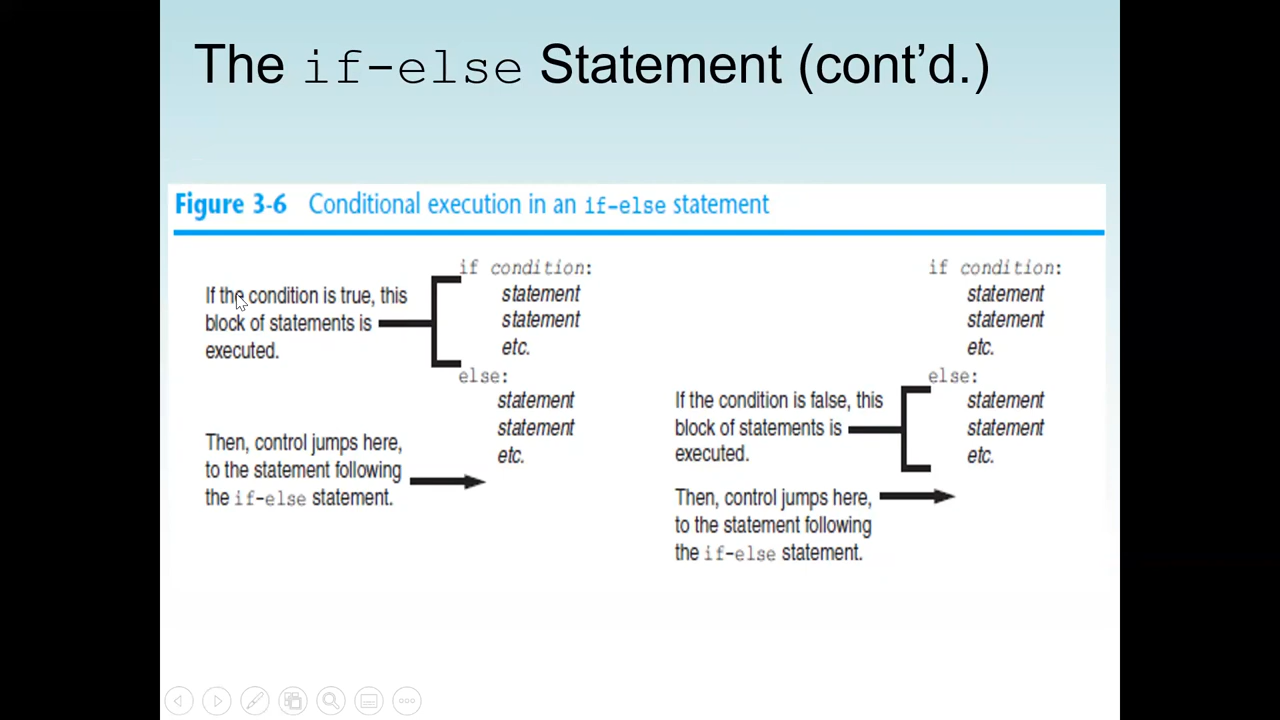 The if-else Statement (cont’d.)
Figure 3-6 Conditional execution in an if-else statement
If the condition is true, this
block of statements is
executed.
if condition:
statement
statement
etc.
else:
statement
statement
etc.
Then, control jumps here,
to the statement following
the if-else statement.
if condition:
statement
statement
etc.
else:
statement
statement
etc.
If the condition is false, this
block of statements is
executed.
Then, control jumps here,
to the statement following
the if-else statement.